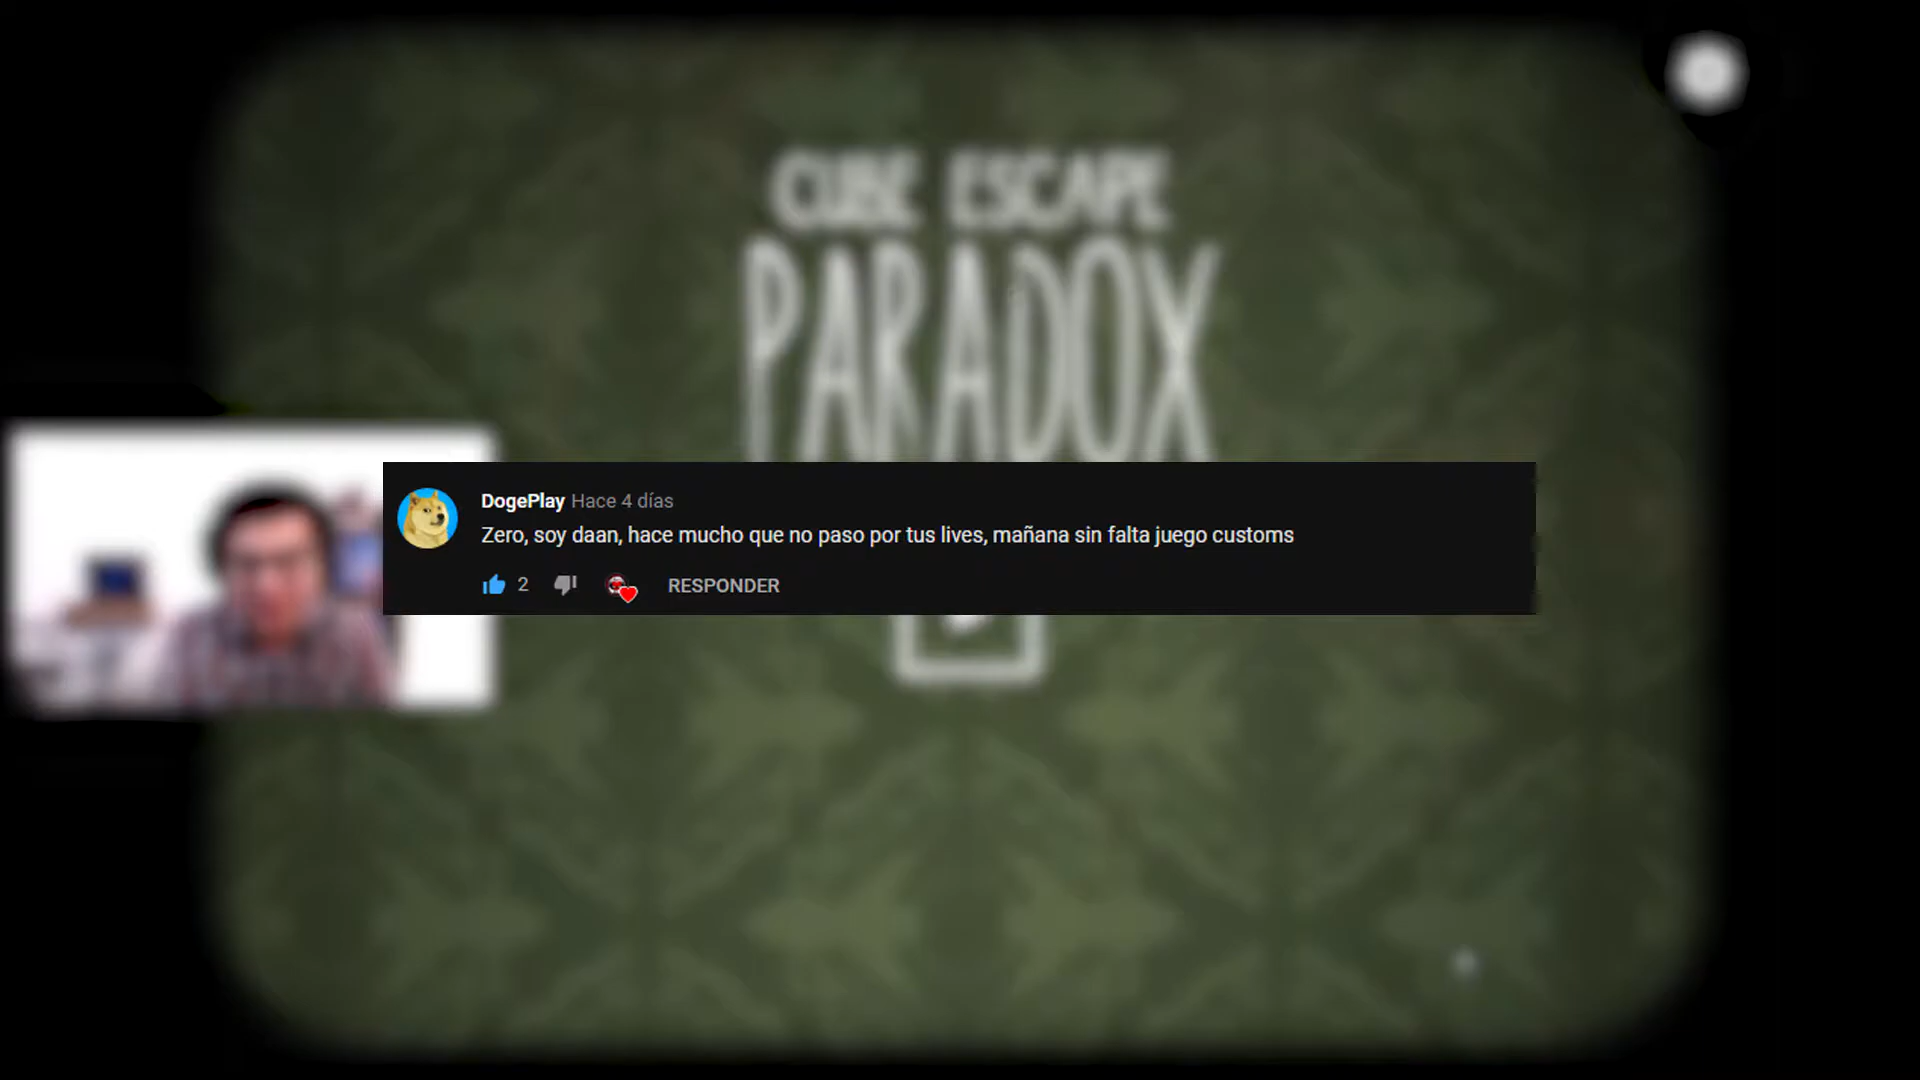 CUBE ESCAPE
PARADOX
DogePlay Hace 4 días
Zero, soy daan, hace mucho que no paso por tus lives, mañana sin falta juego customs
2
RESPONDER